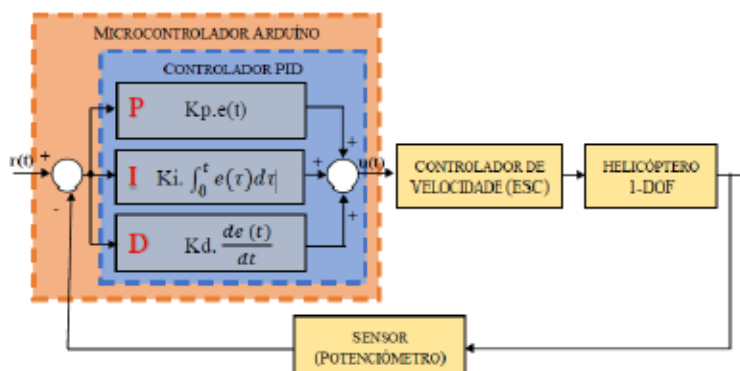 MICROCONTROLADOR ARDUÍNO
CONTROLADOR PID
P Kp.e(t)
r(t) +
-
I Ki. ∫₀ᵗ e(τ)dτ
+
+
+
u(t)
D Kd. de (t)/dt
CONTROLADOR DE
VELOCIDADE (ESC)
HELICÓPTERO
1-DOF
SENSOR
(POTENCIÔMETRO)